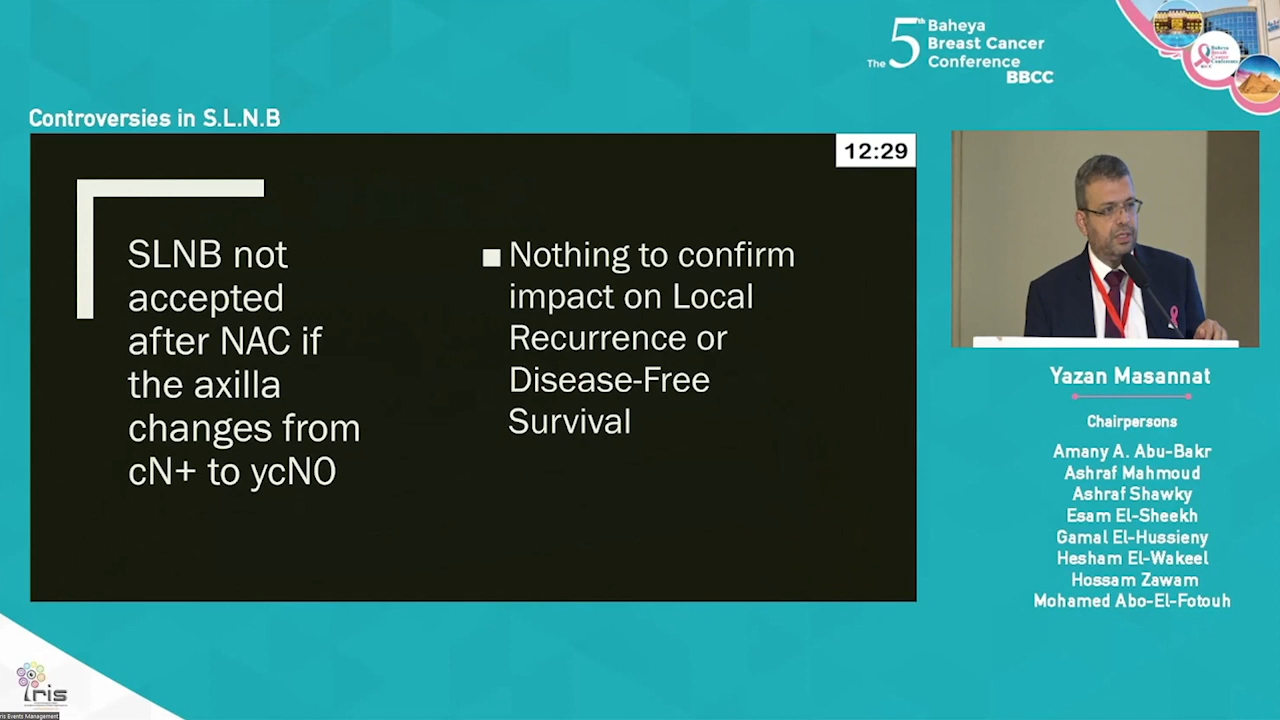 The 5th Baheya
Breast Cancer
Conference
BBCC
Controversies in S.L.N.B
12:29
SLNB not
accepted
after NAC if
the axilla
changes from
cN+ to ycN0
■ Nothing to confirm
impact on Local
Recurrence or
Disease-Free
Survival
Yazan Masannat
Chairpersons
Amany A. Abu-Bakr
Ashraf Mahmoud
Ashraf Shawky
Esam El-Sheekh
Gamal El-Hussieny
Hesham El-Wakeel
Hossam Zawam
Mohamed Abo-El-Fotouh
Iris
Iris Events Management